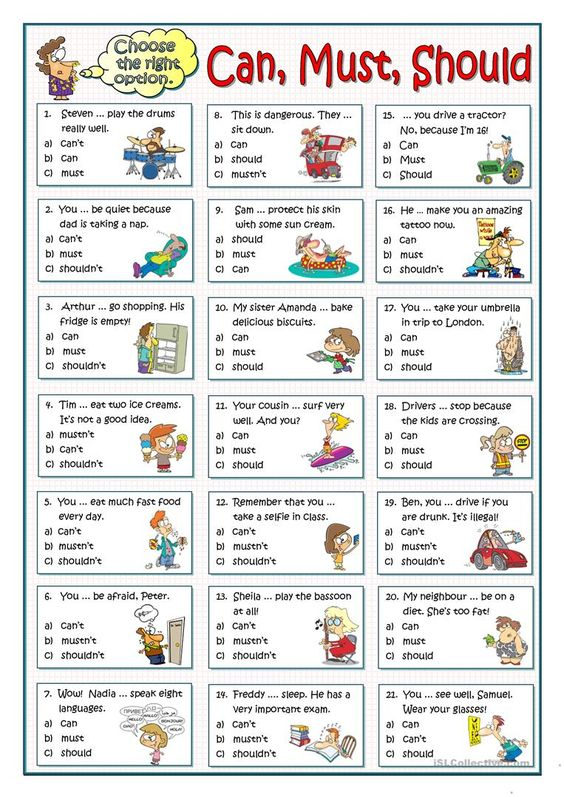 Choose
the right
option.
Can, Must, Should
1. Steven ... play the drums
really well.
a) can't
b) can
c) must
2. You ... be quiet because
dad is taking a nap.
a) can't
b) must
c) shouldn't
3. Arthur ... go shopping. His
fridge is empty!
a) can
b) must
c) shouldn't
4. Tim ... eat two ice creams.
It's not a good idea.
a) mustn't
b) can't
c) shouldn't
5. You ... eat much fast food
every day.
a) can't
b) mustn't
c) shouldn't
6. You ... be afraid, Peter.
a) can't
b) mustn't
c) shouldn't
7. Wow! Nadia ... speak eight
languages.
a) can
b) must
c) should
ПРИВЕТ
HELLO
CIAO!
BONJOUR!
HOLA!
8. This is dangerous. They ...
sit down.
a) can
b) should
c) mustn't
9. Sam ... protect his skin
with some sun cream.
a) should
b) must
c) can
10. My sister Amanda ... bake
delicious biscuits.
a) can
b) must
c) should
11. Your cousin ... surf very
well. And you?
a) can
b) must
c) should
12. Remember that you ...
take a selfie in class.
a) can't
b) mustn't
c) shouldn't
13. Sheila ... play the bassoon
at all!
a) can't
b) mustn't
c) shouldn't
14. Freddy .... sleep. He has a
very important exam.
a) can't
b) mustn't
c) shouldn't
15. ... you drive a tractor?
No, because I'm 16!
a) Can
b) Must
c) Should
16. He ... make you an amazing
tattoo now.
a) Can
b) must
c) should
17. You ... take your umbrella
in trip to London.
a) can
b) must
c) should
18. Drivers ... stop because
the kids are crossing.
a) can
b) must
c) should
STOP
19. Ben, you ... drive if you
are drunk. It's illegal!
a) can't
b) mustn't
c) shouldn't
20. My neighbour ... be on a
diet. She's too fat!
a) can
b) must
c) should
21. You ... see well, Samuel.
Wear your glasses!
a) can't
b) mustn't
c) shouldn't
iSLCollective.com